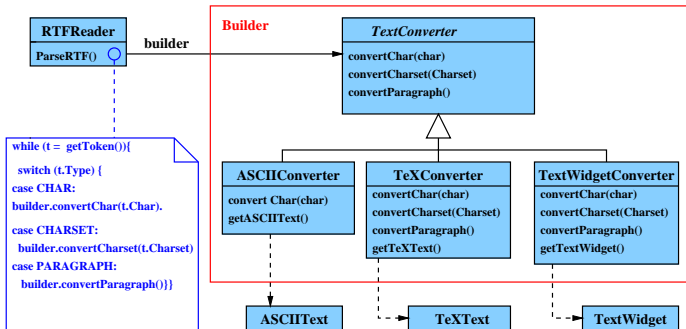 RTFReader
ParseRTF()
builder
Builder
TextConverter
convertChar(char)
convertCharset(Charset)
convertParagraph()
while (t = getToken()){
switch (t.Type) {
case CHAR:
builder.convertChar(t.Char).
case CHARSET:
builder.convertCharset(t.Charset)
case PARAGRAPH:
builder.convertParagraph()}}
ASCIIConverter
convert Char(char)
getASCIIText()
TeXConverter
convertChar(char)
convertCharset(Charset)
convertParagraph()
getTeXText()
TextWidgetConverter
convertChar(char)
convertCharset(Charset)
convertParagraph()
getTextWidget()
ASCIIText
TeXText
TextWidget